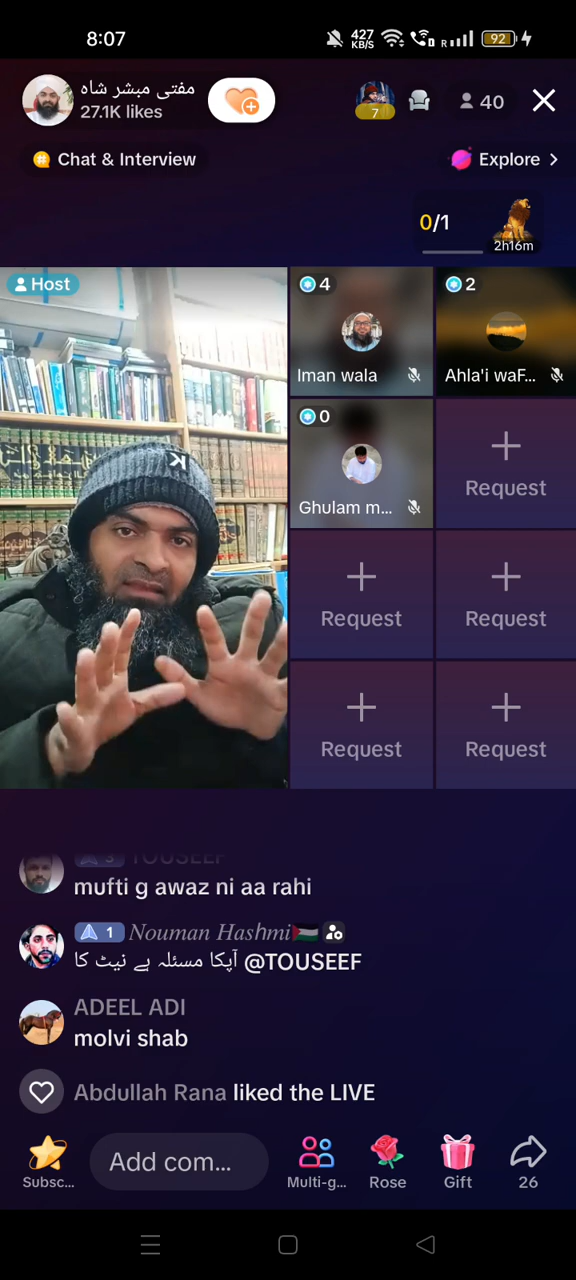 8:07
427
KB/S
R
92
مفتی مبشر شاہ
27.1K likes
7
40
# Chat & Interview
Explore >
0/1
2h16m
Host
4
Iman wala
2
Ahla'i waF...
K
0
Ghulam m...
Request
Request
Request
Request
Request
3 TOUSEEF
mufti g awaz ni aa rahi
1 Nouman Hashmi🇵🇸
آپکا مسئلہ ہے نیٹ کا @TOUSEEF
ADEEL ADI
molvi shab
Abdullah Rana liked the LIVE
Subsc...
Add com...
Multi-g...
Rose
Gift
26